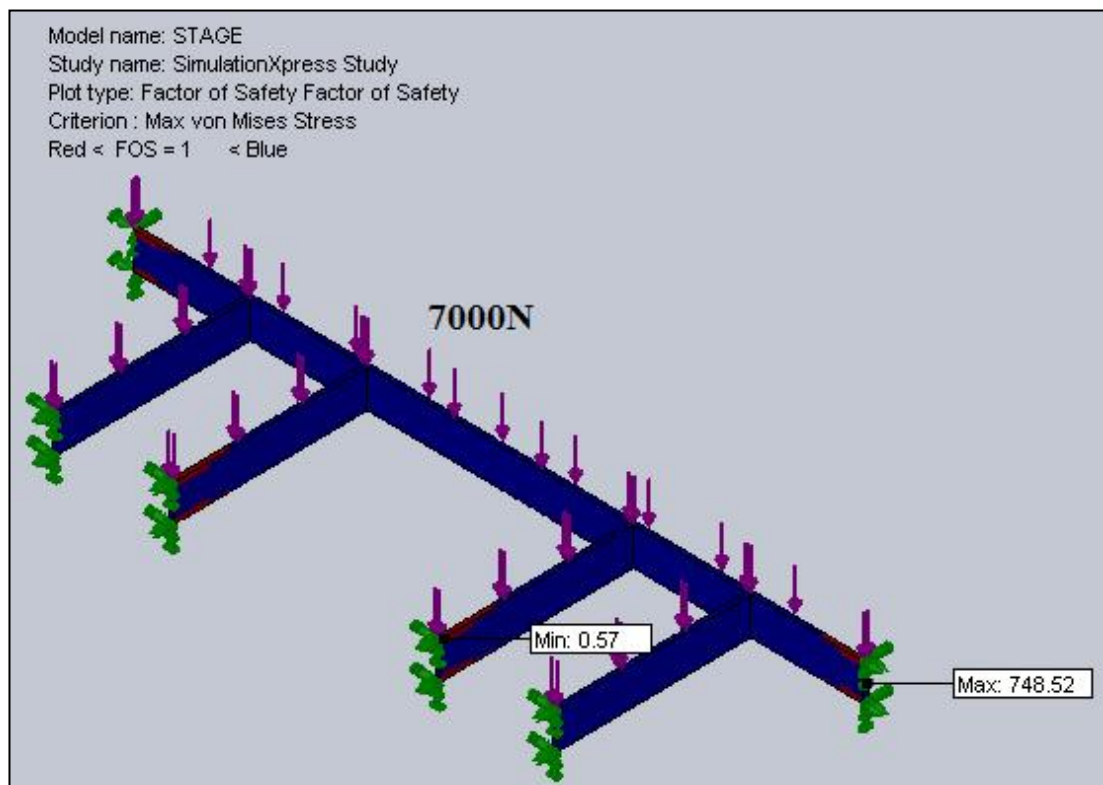 Model name: STAGE
Study name: SimulationXpress Study
Plot type: Factor of Safety Factor of Safety
Criterion : Max von Mises Stress
Red < FOS = 1 < Blue
7000N
Min: 0.57
Max: 748.52